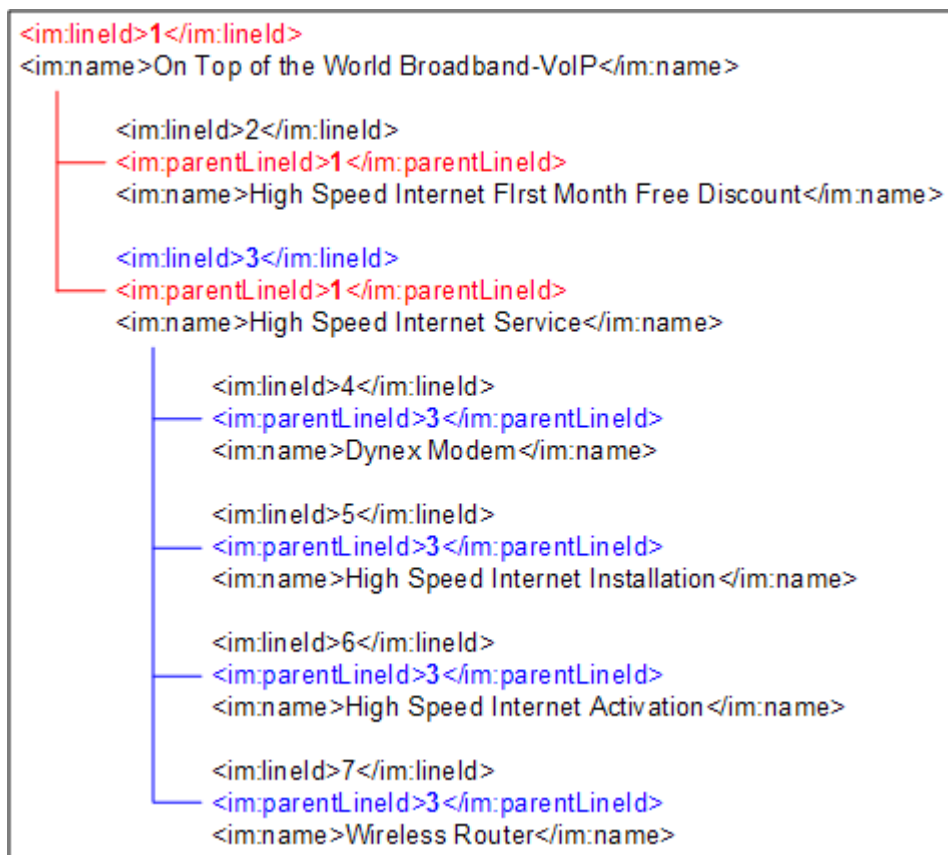 <im:lineId>1</im:lineId>
<im:name>On Top of the World Broadband-VoIP</im:name>
<im:lineId>2</im:lineId>
<im:parentLineId>1</im:parentLineId>
<im:name>High Speed Internet FIrst Month Free Discount</im:name>
<im:lineId>3</im:lineId>
<im:parentLineId>1</im:parentLineId>
<im:name>High Speed Internet Service</im:name>
<im:lineId>4</im:lineId>
<im:parentLineId>3</im:parentLineId>
<im:name>Dynex Modem</im:name>
<im:lineId>5</im:lineId>
<im:parentLineId>3</im:parentLineId>
<im:name>High Speed Internet Installation</im:name>
<im:lineId>6</im:lineId>
<im:parentLineId>3</im:parentLineId>
<im:name>High Speed Internet Activation</im:name>
<im:lineId>7</im:lineId>
<im:parentLineId>3</im:parentLineId>
<im:name>Wireless Router</im:name>